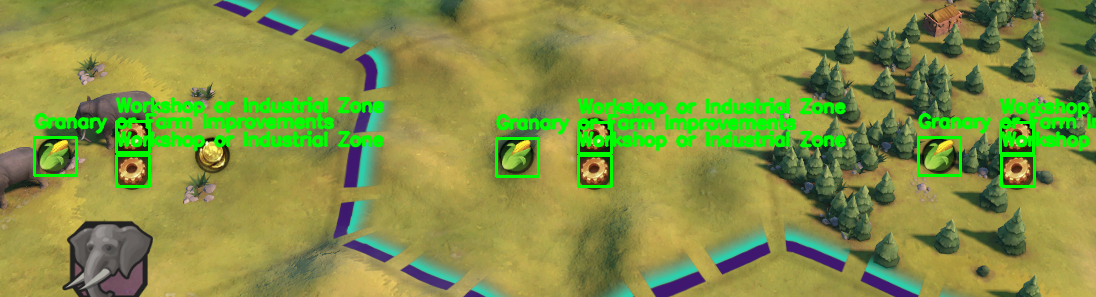 Workshop or Industrial Zone
Granary or Farm Improvements
Workshop or Industrial Zone
Workshop or Industrial Zone
Granary or Farm Improvements
Workshop or Industrial Zone
Workshop
Granary or Farm I
Workshop